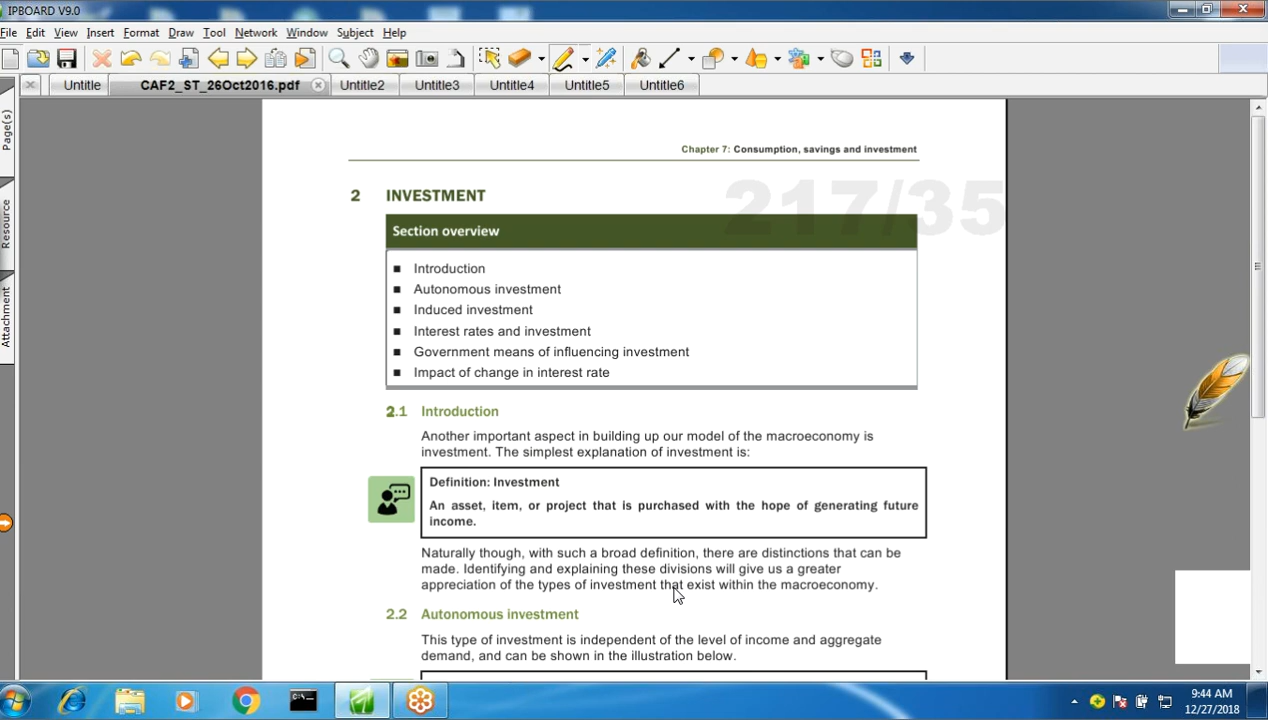 IPBOARD V9.0
File Edit View Insert Format Draw Tool Network Window Subject Help
Untitle CAF2_ST_26Oct2016.pdf Untitle2 Untitle3 Untitle4 Untitle5 Untitle6
Page(s)
Resource
Attachment
Chapter 7: Consumption, savings and investment
217/35
2 INVESTMENT
Section overview
■ Introduction
■ Autonomous investment
■ Induced investment
■ Interest rates and investment
■ Government means of influencing investment
■ Impact of change in interest rate
2.1 Introduction
Another important aspect in building up our model of the macroeconomy is
investment. The simplest explanation of investment is:
Definition: Investment
An asset, item, or project that is purchased with the hope of generating future
income.
Naturally though, with such a broad definition, there are distinctions that can be
made. Identifying and explaining these divisions will give us a greater
appreciation of the types of investment that exist within the macroeconomy.
2.2 Autonomous investment
This type of investment is independent of the level of income and aggregate
demand, and can be shown in the illustration below.
9:44 AM
12/27/2018